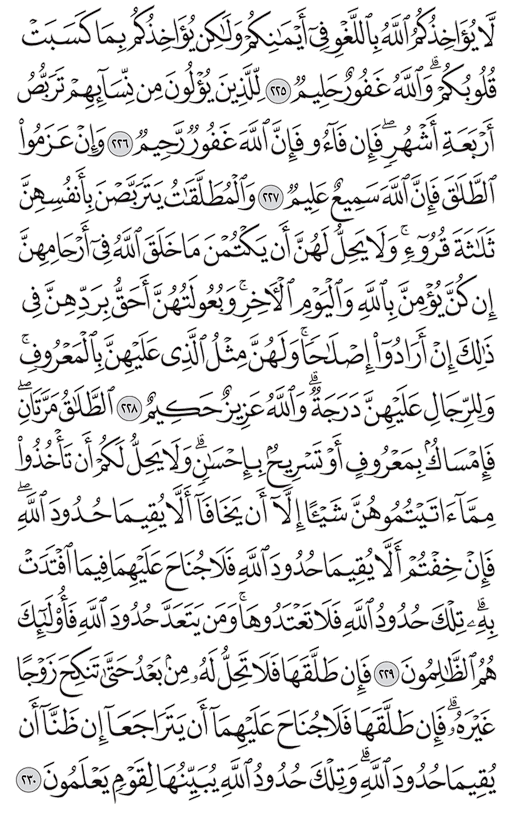 لَّا يُؤَاخِذُكُمُ ٱللَّهُ بِٱللَّغْوِ فِىٓ أَيْمَـٰنِكُمْ وَلَـٰكِن يُؤَاخِذُكُم بِمَا كَسَبَتْ
قُلُوبُكُمْ ۗ وَٱللَّهُ غَفُورٌ حَلِيمٌ ٢٢٥ لِّلَّذِينَ يُؤْلُونَ مِن نِّسَآئِهِمْ تَرَبُّصُ
أَرْبَعَةِ أَشْهُرٍ ۖ فَإِن فَآءُو فَإِنَّ ٱللَّهَ غَفُورٌ رَّحِيمٌ ٢٢٦ وَإِنْ عَزَمُوا۟
ٱلطَّلَـٰقَ فَإِنَّ ٱللَّهَ سَمِيعٌ عَلِيمٌ ٢٢٧ وَٱلْمُطَلَّقَـٰتُ يَتَرَبَّصْنَ بِأَنفُسِهِنَّ
ثَلَـٰثَةَ قُرُوٓءٍ ۚ وَلَا يَحِلُّ لَهُنَّ أَن يَكْتُمْنَ مَا خَلَقَ ٱللَّهُ فِىٓ أَرْحَامِهِنَّ
إِن كُنَّ يُؤْمِنَّ بِٱللَّهِ وَٱلْيَوْمِ ٱلْـَٔاخِرِ ۚ وَبُعُولَتُهُنَّ أَحَقُّ بِرَدِّهِنَّ فِى
ذَٰلِكَ إِنْ أَرَادُوٓا۟ إِصْلَـٰحًا ۚ وَلَهُنَّ مِثْلُ ٱلَّذِى عَلَيْهِنَّ بِٱلْمَعْرُوفِ ۚ
وَلِلرِّجَالِ عَلَيْهِنَّ دَرَجَةٌ ۗ وَٱللَّهُ عَزِيزٌ حَكِيمٌ ٢٢٨ ٱلطَّلَـٰقُ مَرَّتَانِ ۖ
فَإِمْسَاكٌۢ بِمَعْرُوفٍ أَوْ تَسْرِيحٌۢ بِإِحْسَـٰنٍ ۗ وَلَا يَحِلُّ لَكُمْ أَن تَأْخُذُوا۟
مِمَّآ ءَاتَيْتُمُوهُنَّ شَيْـًٔا إِلَّآ أَن يَخَافَآ أَلَّا يُقِيمَا حُدُودَ ٱللَّهِ ۖ
فَإِنْ خِفْتُمْ أَلَّا يُقِيمَا حُدُودَ ٱللَّهِ فَلَا جُنَاحَ عَلَيْهِمَا فِيمَا ٱفْتَدَتْ
بِهِۦ ۗ تِلْكَ حُدُودُ ٱللَّهِ فَلَا تَعْتَدُوهَا ۚ وَمَن يَتَعَدَّ حُدُودَ ٱللَّهِ فَأُو۟لَـٰٓئِكَ
هُمُ ٱلظَّـٰلِمُونَ ٢٢٩ فَإِن طَلَّقَهَا فَلَا تَحِلُّ لَهُۥ مِنۢ بَعْدُ حَتَّىٰ تَنكِحَ زَوْجًا
غَيْرَهُۥ ۗ فَإِن طَلَّقَهَا فَلَا جُنَاحَ عَلَيْهِمَآ أَن يَتَرَاجَعَآ إِن ظَنَّآ أَن
يُقِيمَا حُدُودَ ٱللَّهِ ۗ وَتِلْكَ حُدُودُ ٱللَّهِ يُبَيِّنُهَا لِقَوْمٍ يَعْلَمُونَ ٢٣٠